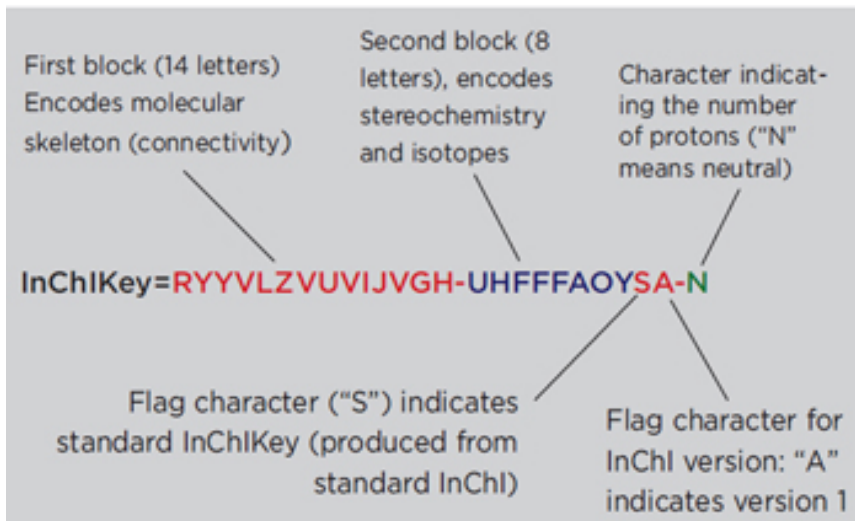 First block (14 letters)
Encodes molecular
skeleton (connectivity)
Second block (8
letters), encodes
stereochemistry
and isotopes
Character indicat-
ing the number
of protons ("N"
means neutral)
InChIKey=RYYVLZVUVIJVGH-UHFFFAOYSA-N
Flag character ("S") indicates
standard InChIKey (produced from
standard InChI)
Flag character for
InChI version: "A"
indicates version 1